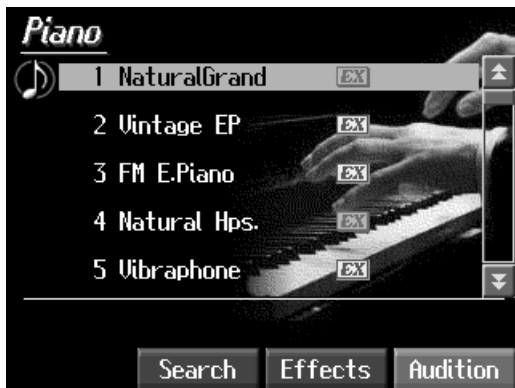 Piano
1 NaturalGrand EX
2 Vintage EP EX
3 FM E.Piano EX
4 Natural Hps. EX
5 Vibraphone EX
Search Effects Audition